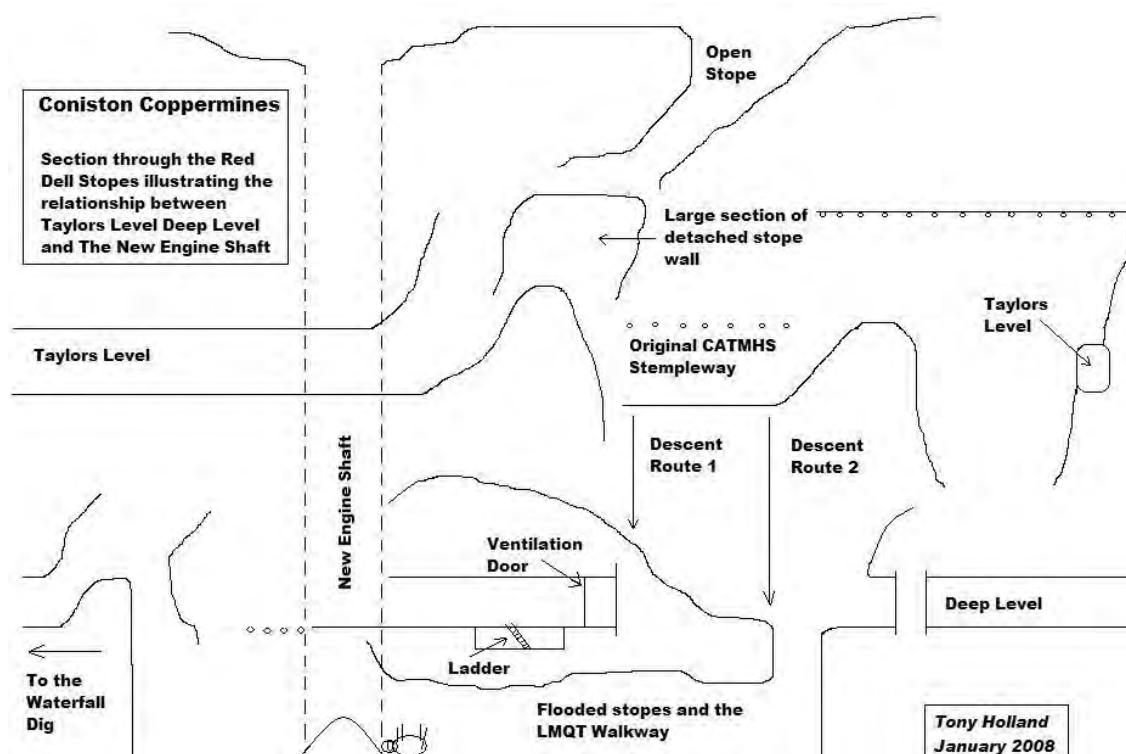 Coniston Coppermines
Section through the Red
Dell Stopes illustrating the
relationship between
Taylors Level Deep Level
and The New Engine Shaft
Open
Stope
Large section of
detached stope
wall
Taylors
Level
Taylors Level
Original CATMHS
Stempleway
New Engine Shaft
Descent
Route 1
Descent
Route 2
Ventilation
Door
Deep Level
Ladder
To the
Waterfall
Dig
Flooded stopes and the
LMQT Walkway
Tony Holland
January 2008